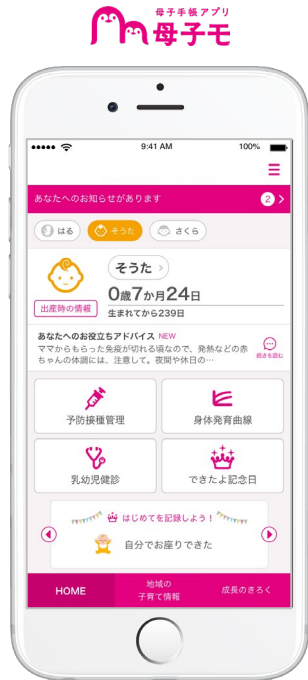 母子手帳アプリ
母子モ
9:41 AM
100%
あなたへのお知らせがあります
2
はる
そうた
さくら
そうた
0歳7か月24日
出産時の情報
生まれてから239日
あなたへのお役立ちアドバイス NEW
ママからもらった免疫が切れる頃なので、発熱などの赤
ちゃんの体調には、注意して。夜間や休日の…
続きを読む
予防接種管理
身体発育曲線
乳幼児健診
できたよ記念日
はじめてを記録しよう！
自分でお座りできた
HOME
地域の
子育て情報
成長のきろく